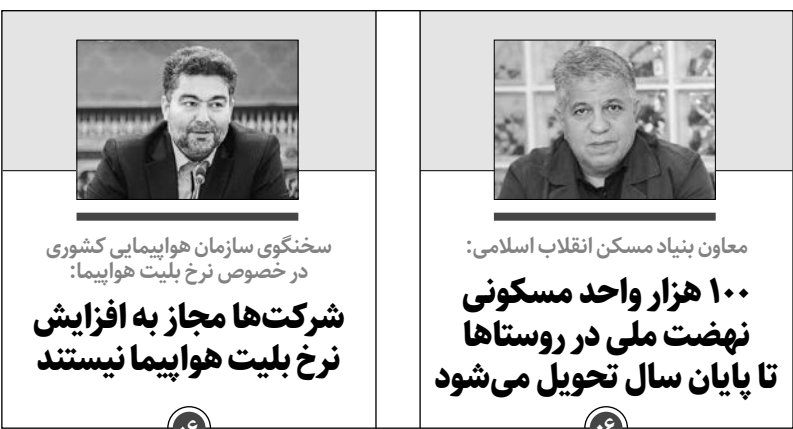 معاون بنیاد مسکن انقلاب اسلامی:
۱۰۰ هزار واحد مسکونی
نهضت ملی در روستاها
تا پایان سال تحویل می‌شود
سخنگوی سازمان هواپیمایی کشوری
در خصوص نرخ بلیت هواپیما:
شرکت‌ها مجاز به افزایش
نرخ بلیت هواپیما نیستند